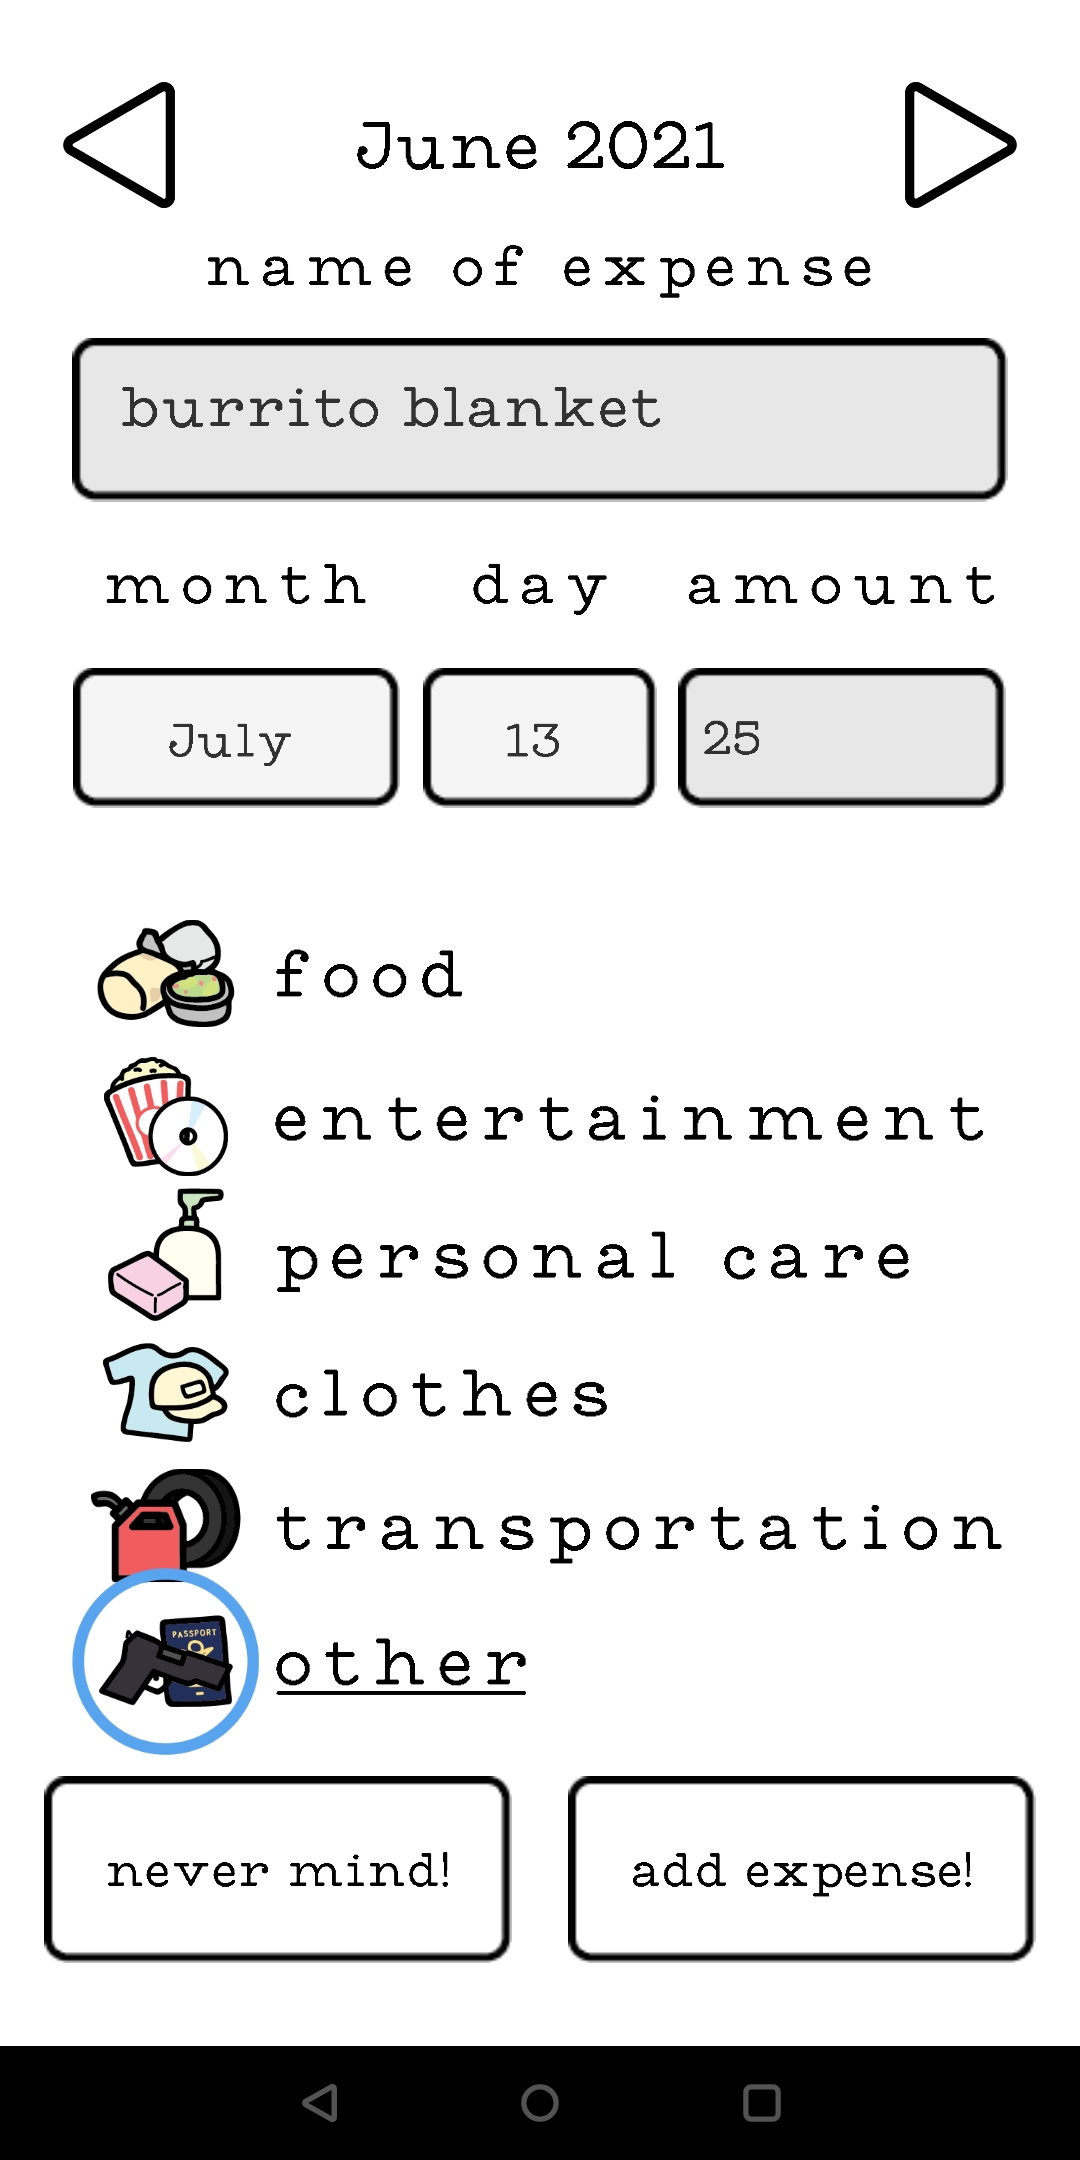 June 2021
name of expense
burrito blanket
month day amount
July 13 25
food
entertainment
personal care
clothes
transportation
PASSPORT
other
never mind! add expense!